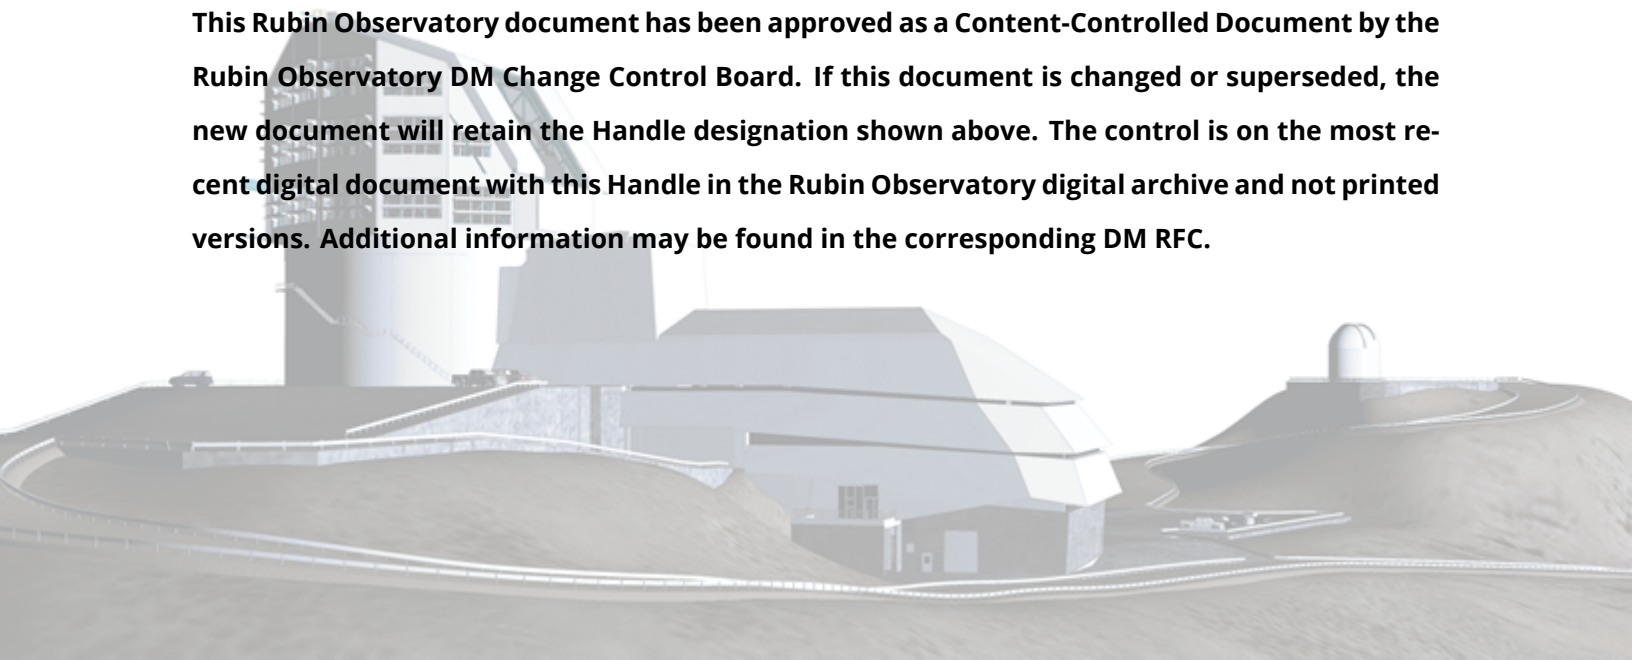 This Rubin Observatory document has been approved as a Content-Controlled Document by the
Rubin Observatory DM Change Control Board. If this document is changed or superseded, the
new document will retain the Handle designation shown above. The control is on the most re-
cent digital document with this Handle in the Rubin Observatory digital archive and not printed
versions. Additional information may be found in the corresponding DM RFC.